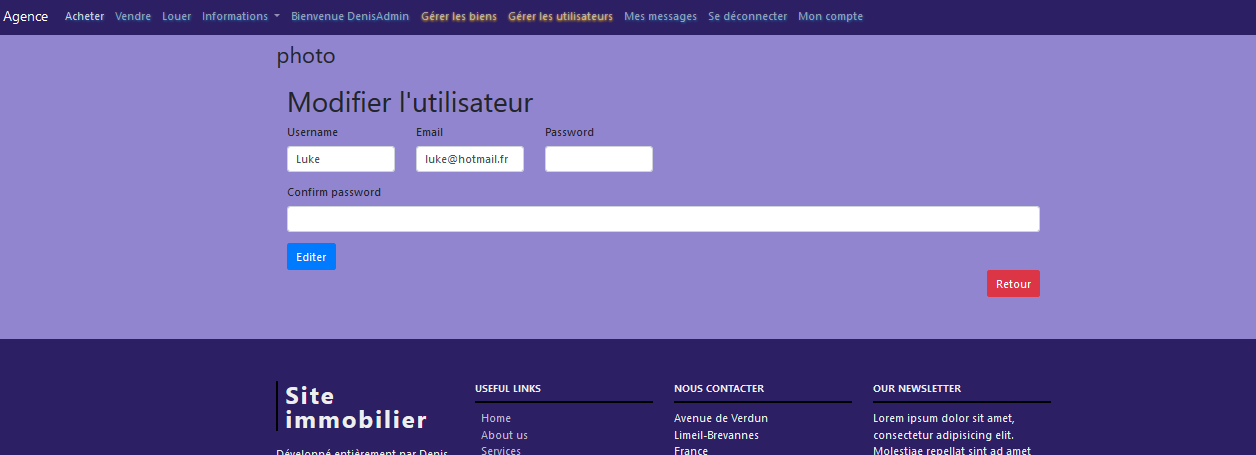 Agence Acheter Vendre Louer Informations Bienvenue DenisAdmin Gérer les biens Gérer les utilisateurs Mes messages Se déconnecter Mon compte
photo
Modifier l'utilisateur
Username Email Password
Luke luke@hotmail.fr
Confirm password
Editer
Retour
Site
immobilier
Développé entièrement par Denis
USEFUL LINKS
Home
About us
Services
NOUS CONTACTER
Avenue de Verdun
Limeil-Brevannes
France
OUR NEWSLETTER
Lorem ipsum dolor sit amet,
consectetur adipisicing elit.
Molestiae repellat sint ad amet